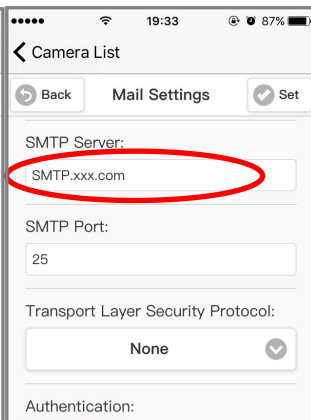 19:33 87%
Camera List
Back Mail Settings Set
SMTP Server:
SMTP.xxx.com
SMTP Port:
25
Transport Layer Security Protocol:
None
Authentication: